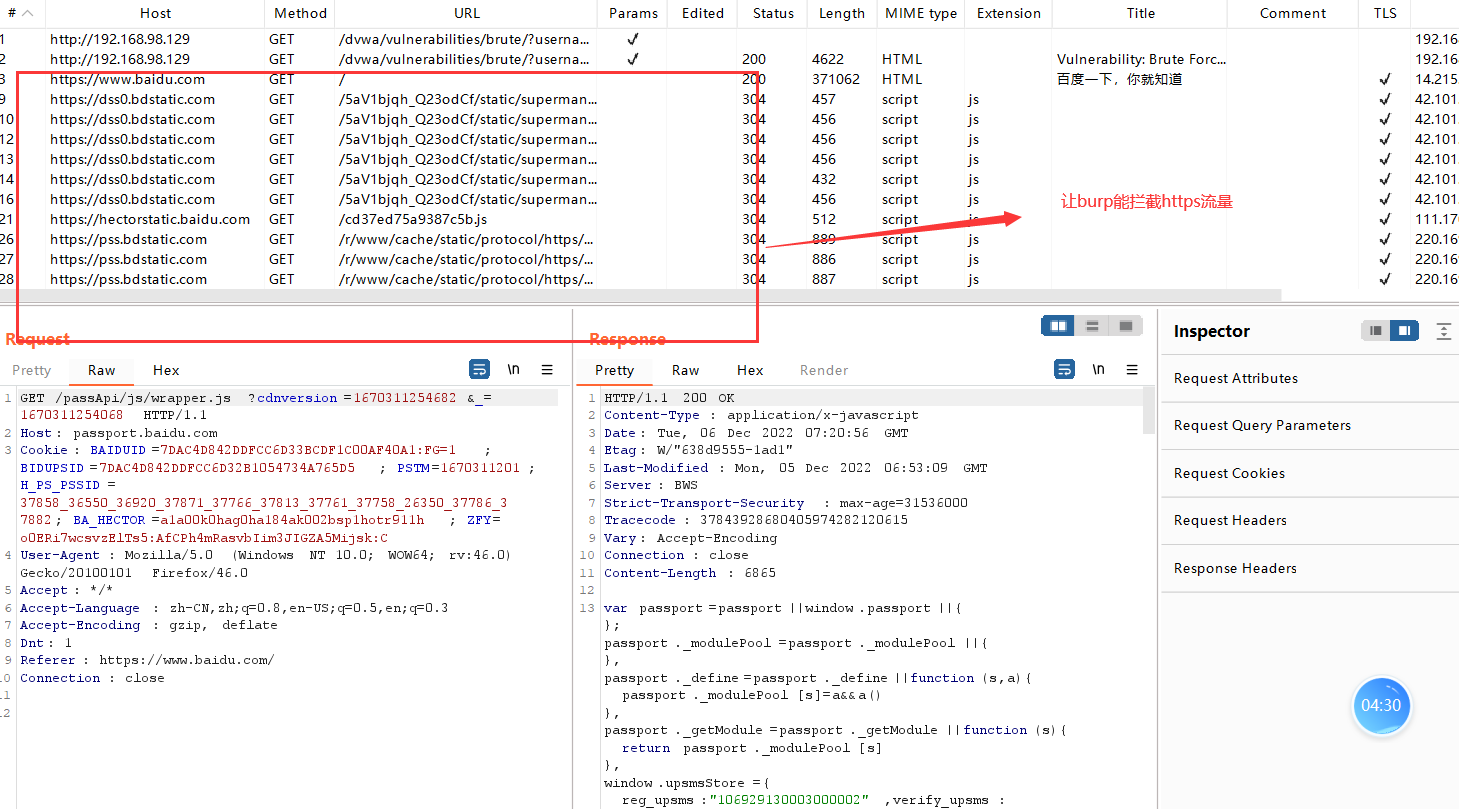 # Host Method URL Params Edited Status Length MIME type Extension Title Comment TLS
1 http://192.168.98.129 GET /dvwa/vulnerabilities/brute/?userna... ✓ 192.16
2 http://192.168.98.129 GET /dvwa/vulnerabilities/brute/?userna... ✓ 200 4622 HTML Vulnerability: Brute Forc... 192.16
3 https://www.baidu.com GET / 200 371062 HTML 百度一下，你就知道 ✓ 14.215
9 https://dss0.bdstatic.com GET /5aV1bjqh_Q23odCf/static/superman... 304 457 script js ✓ 42.101
10 https://dss0.bdstatic.com GET /5aV1bjqh_Q23odCf/static/superman... 304 456 script js ✓ 42.101
12 https://dss0.bdstatic.com GET /5aV1bjqh_Q23odCf/static/superman... 304 456 script js ✓ 42.101
13 https://dss0.bdstatic.com GET /5aV1bjqh_Q23odCf/static/superman... 304 456 script js ✓ 42.101
14 https://dss0.bdstatic.com GET /5aV1bjqh_Q23odCf/static/superman... 304 432 script js ✓ 42.101
16 https://dss0.bdstatic.com GET /5aV1bjqh_Q23odCf/static/superman... 304 456 script js ✓ 42.101
让burp能拦截https流量
21 https://hectorstatic.baidu.com GET /cd37ed75a9387c5b.js 304 512 script js ✓ 111.170
26 https://pss.bdstatic.com GET /r/www/cache/static/protocol/https/... 304 889 script js ✓ 220.169
27 https://pss.bdstatic.com GET /r/www/cache/static/protocol/https/... 304 886 script js ✓ 220.169
28 https://pss.bdstatic.com GET /r/www/cache/static/protocol/https/... 304 887 script js ✓ 220.169
Request
Pretty Raw Hex \n
1 GET /passApi/js/wrapper.js ?cdnversion =1670311254682 &_=
1670311254068 HTTP/1.1
2 Host : passport.baidu.com
3 Cookie : BAIDUID =7DAC4D842DDFCC6D33BCDF1C00AF40A1:FG=1 ;
BIDUPSID =7DAC4D842DDFCC6D32B1054734A765D5 ; PSTM=1670311201 ;
H_PS_PSSID =
37858_36550_36920_37871_37766_37813_37761_37758_26350_37786_3
7882 ; BA_HECTOR =a1a00k0hag0ha184ak002bsp1hotr911h ; ZFY=
oOERi7wcsvzElTs5:AfCPh4mRasvbIim3JIGZA5Mijsk:C
4 User-Agent : Mozilla/5.0 (Windows NT 10.0; WOW64; rv:46.0)
Gecko/20100101 Firefox/46.0
5 Accept : */*
6 Accept-Language : zh-CN,zh;q=0.8,en-US;q=0.5,en;q=0.3
7 Accept-Encoding : gzip, deflate
8 Dnt : 1
9 Referer : https://www.baidu.com/
10 Connection : close
11
12
Response
Pretty Raw Hex Render \n
1 HTTP/1.1 200 OK
2 Content-Type : application/x-javascript
3 Date : Tue, 06 Dec 2022 07:20:56 GMT
4 Etag : W/"638d9555-1ad1"
5 Last-Modified : Mon, 05 Dec 2022 06:53:09 GMT
6 Server : BWS
7 Strict-Transport-Security : max-age=31536000
8 Tracecode : 37843928680405974282120615
9 Vary : Accept-Encoding
10 Connection : close
11 Content-Length : 6865
12
13 var passport =passport ||window .passport ||{
};
passport ._modulePool =passport ._modulePool ||{
},
passport ._define =passport ._define ||function (s,a){
passport ._modulePool [s]=a&&a()
},
passport ._getModule =passport ._getModule ||function (s){
return passport ._modulePool [s]
},
window .upsmsStore ={
reg_upsms :"106929130003000002" ,verify_upsms :
Inspector
Request Attributes
Request Query Parameters
Request Cookies
Request Headers
Response Headers
04:30